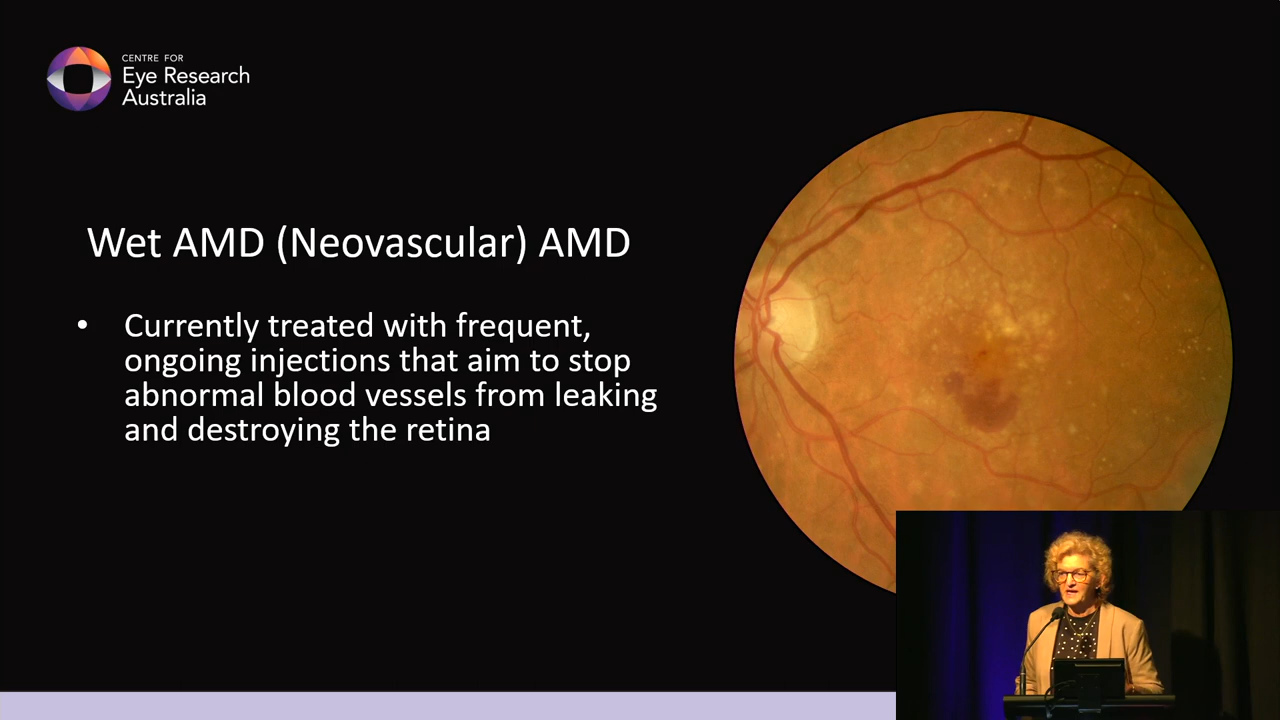 CENTRE FOR
Eye Research
Australia
Wet AMD (Neovascular) AMD
• Currently treated with frequent,
ongoing injections that aim to stop
abnormal blood vessels from leaking
and destroying the retina